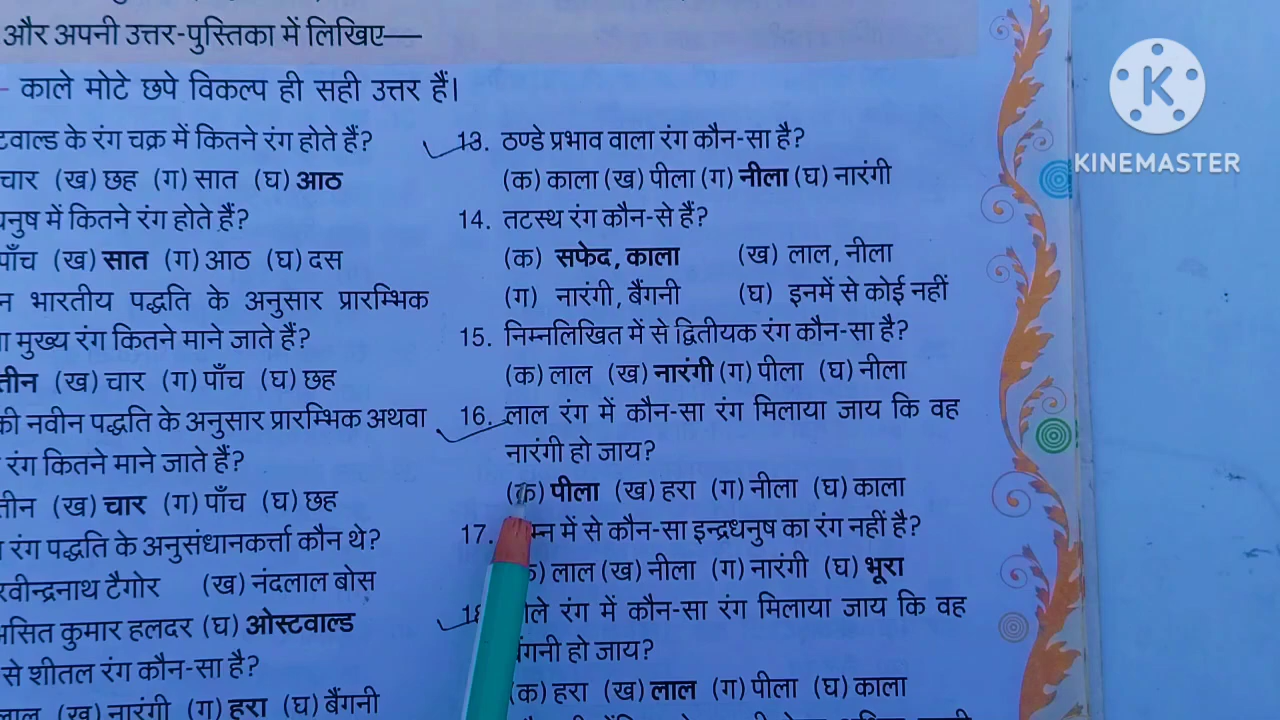 और अपनी उत्तर-पुस्तिका में लिखिए—
काले मोटे छपे विकल्प ही सही उत्तर हैं।
के रंग चक्र में कितने रंग होते हैं?
चार (ख) छह (ग) सात (घ) आठ
में कितने रंग होते हैं?
पाँच (ख) सात (ग) आठ (घ) दस
भारतीय पद्धति के अनुसार प्रारम्भिक
मुख्य रंग कितने माने जाते हैं?
तीन (ख) चार (ग) पाँच (घ) छह
की नवीन पद्धति के अनुसार प्रारम्भिक अथवा
रंग कितने माने जाते हैं?
तीन (ख) चार (ग) पाँच (घ) छह
रंग पद्धति के अनुसंधानकर्त्ता कौन थे?
रवीन्द्रनाथ टैगोर (ख) नंदलाल बोस
असित कुमार हलदर (घ) ओस्टवाल्ड
से शीतल रंग कौन-सा है?
लाल (ख) नारंगी (ग) हरा (घ) बैंगनी
13. ठण्डे प्रभाव वाला रंग कौन-सा है?
(क) काला (ख) पीला (ग) नीला (घ) नारंगी
14. तटस्थ रंग कौन-से हैं?
(क) सफेद, काला (ख) लाल, नीला
(ग) नारंगी, बैंगनी (घ) इनमें से कोई नहीं
15. निम्नलिखित में से द्वितीयक रंग कौन-सा है?
(क) लाल (ख) नारंगी (ग) पीला (घ) नीला
16. लाल रंग में कौन-सा रंग मिलाया जाय कि वह
नारंगी हो जाय?
(क) पीला (ख) हरा (ग) नीला (घ) काला
17. में से कौन-सा इन्द्रधनुष का रंग नहीं है?
लाल (ख) नीला (ग) नारंगी (घ) भूरा
रंग में कौन-सा रंग मिलाया जाय कि वह
हो जाय?
(क) हरा (ख) लाल (ग) पीला (घ) काला
KINEMASTER